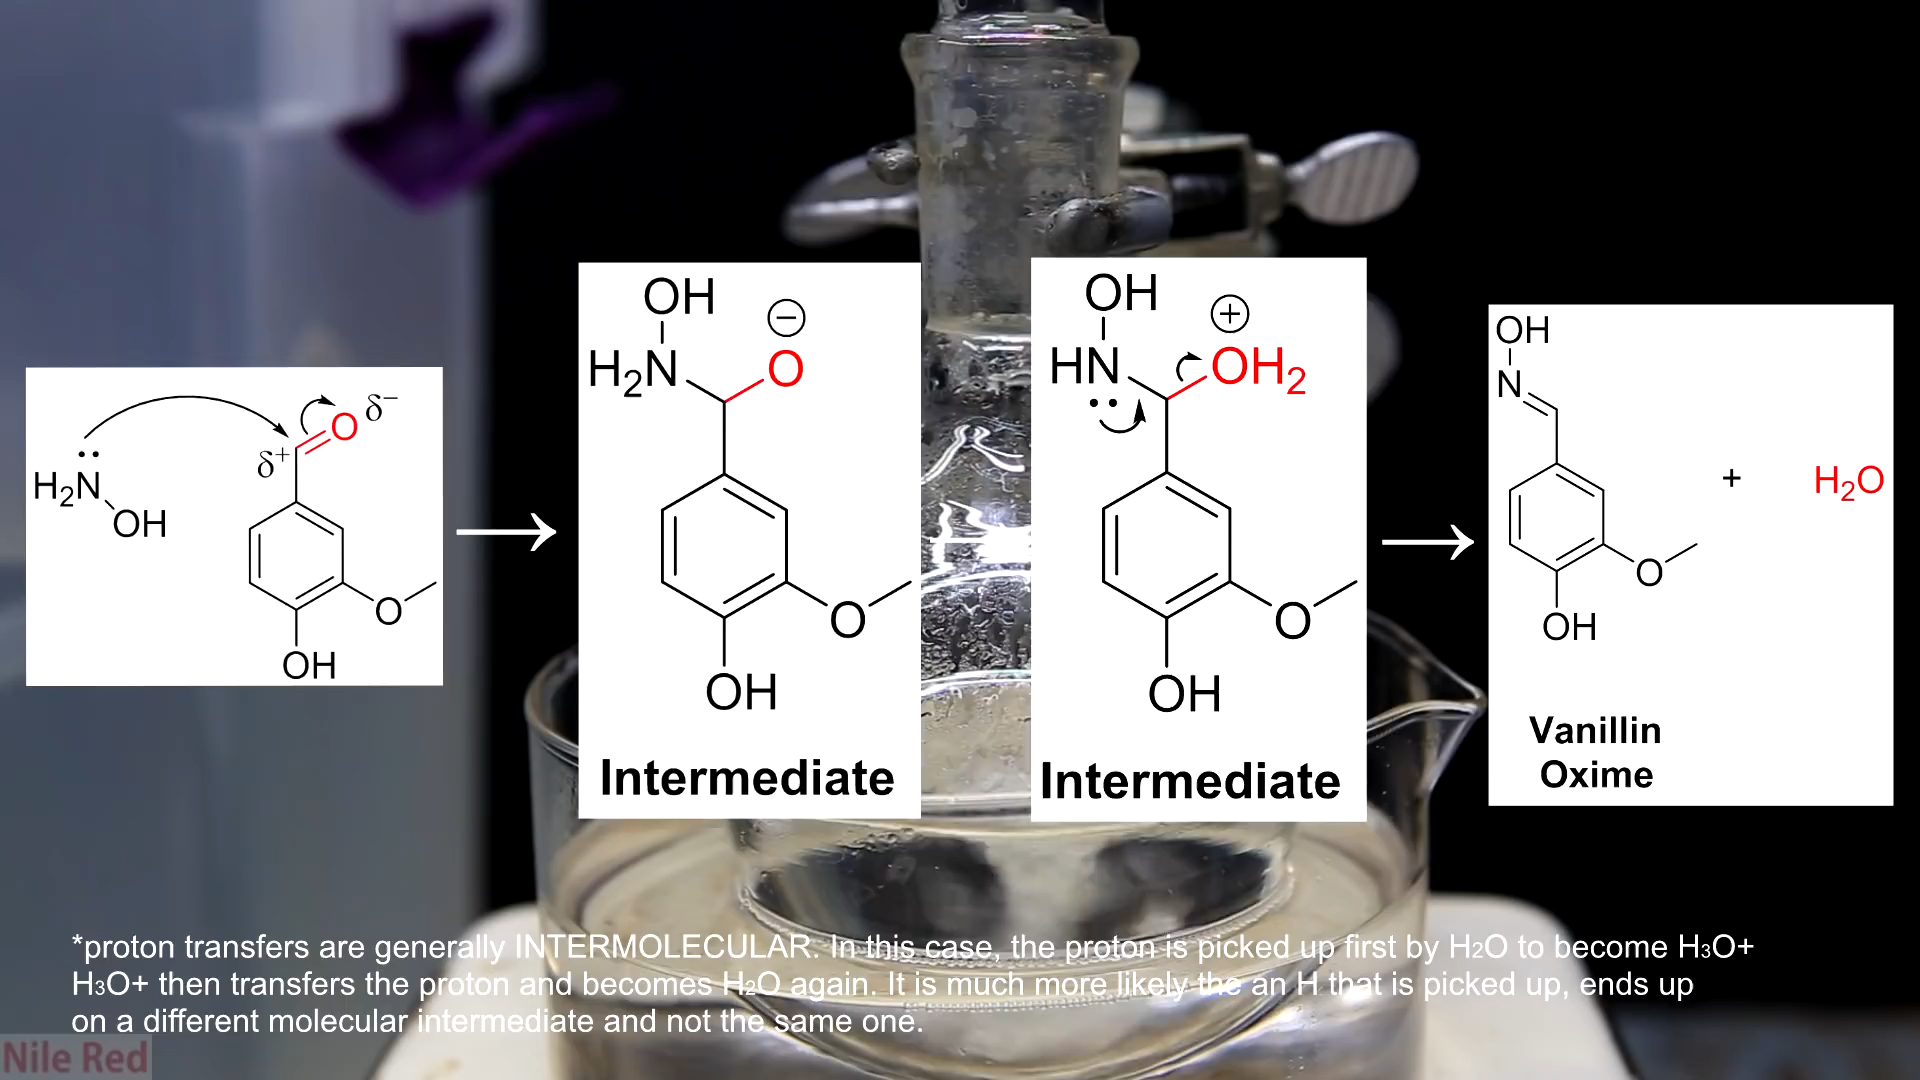 H₂N
OH
δ⁺
O δ⁻
O
OH
OH
H₂N
O
−
O
OH
Intermediate
OH
HN
+
OH₂
O
OH
Intermediate
OH
N
O
OH
+ H₂O
Vanillin
Oxime
*proton transfers are generally INTERMOLECULAR. In this case, the proton is picked up first by H₂O to become H₃O+
H₃O+ then transfers the proton and becomes H₂O again. It is much more likely the an H that is picked up, ends up
on a different molecular intermediate and not the same one.
Nile Red